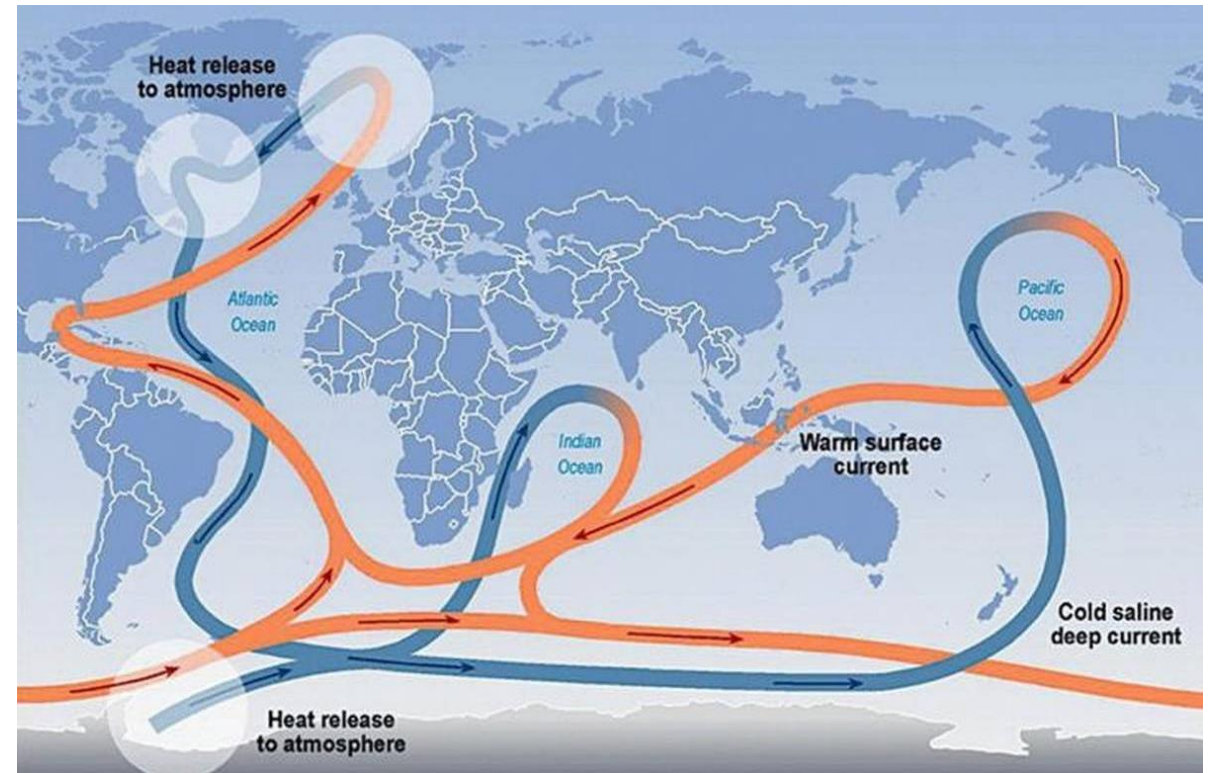 Heat release
to atmosphere
Atlantic
Ocean
Pacific
Ocean
Indian
Ocean
Warm surface
current
Cold saline
deep current
Heat release
to atmosphere